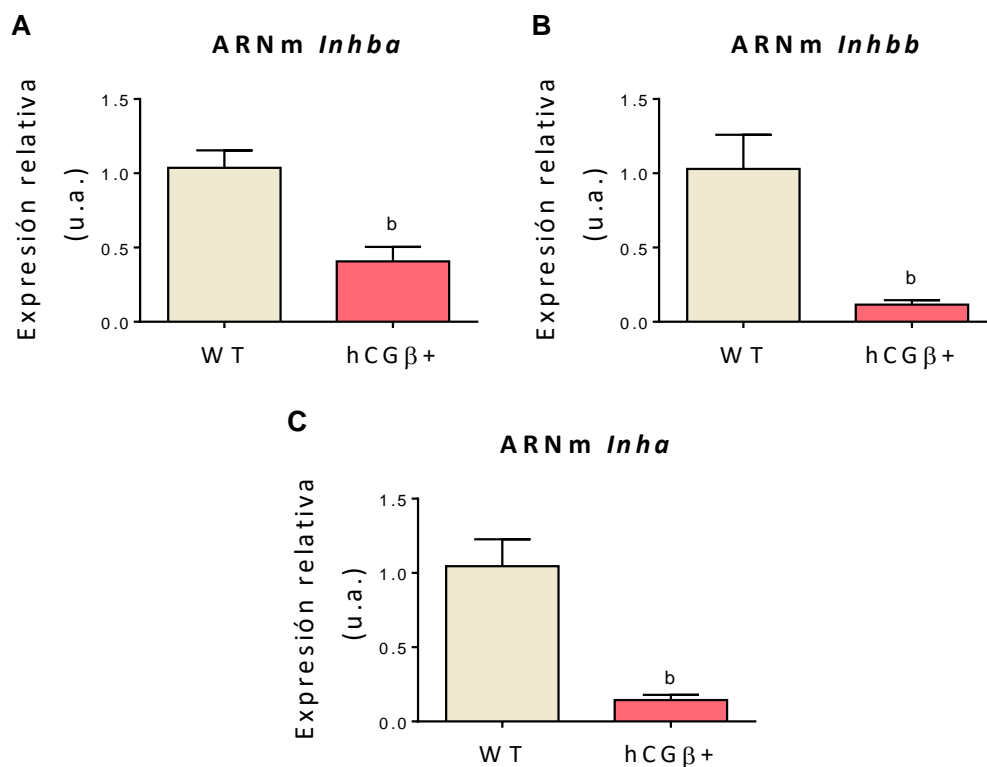 A
ARNm Inhba
Expresión relativa
(u.a.)
1.5
1.0
0.5
0.0
b
WT
hCGβ+
B
ARNm Inhbb
Expresión relativa
(u.a.)
1.5
1.0
0.5
0.0
b
WT
hCGβ+
C
ARNm Inha
Expresión relativa
(u.a.)
1.5
1.0
0.5
0.0
b
WT
hCGβ+